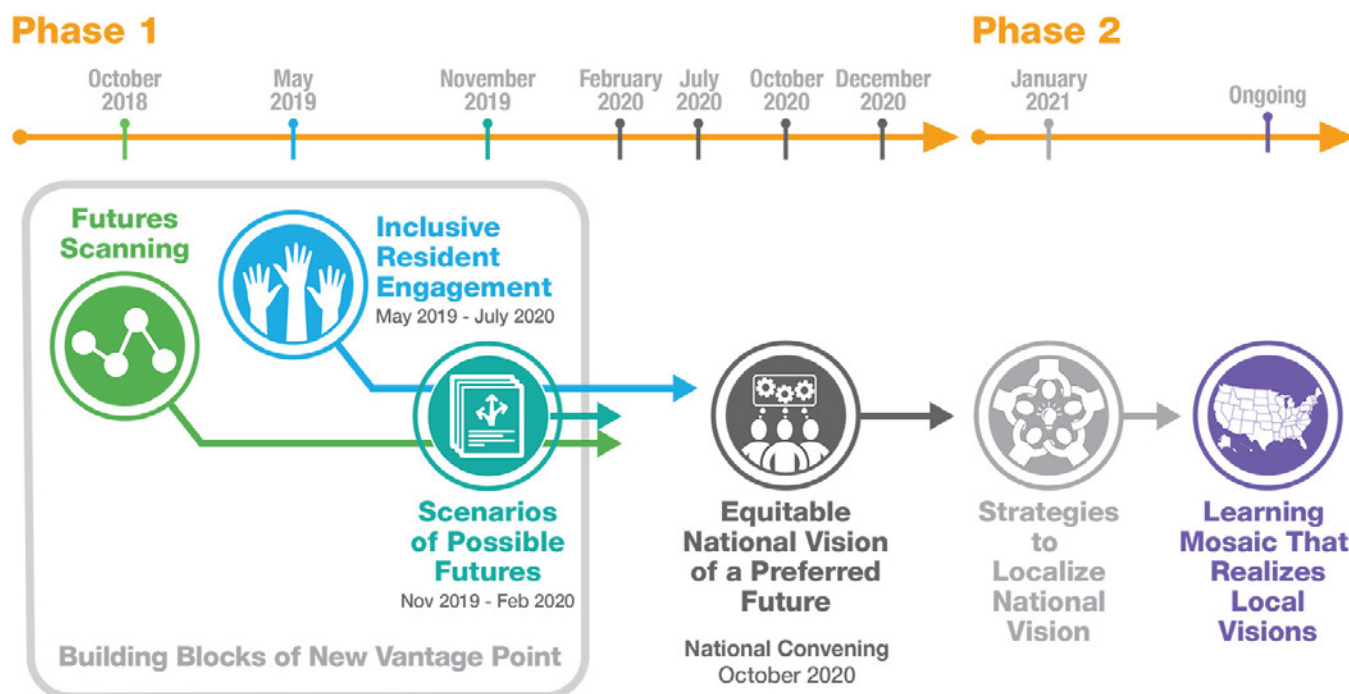 Phase 1
Phase 2
October
2018
May
2019
November
2019
February
2020
July
2020
October
2020
December
2020
January
2021
Ongoing
Futures
Scanning
Inclusive
Resident
Engagement
May 2019 - July 2020
Scenarios
of Possible
Futures
Nov 2019 - Feb 2020
Building Blocks of New Vantage Point
Equitable
National Vision
of a Preferred
Future
National Convening
October 2020
Strategies
to
Localize
National
Vision
Learning
Mosaic That
Realizes
Local
Visions